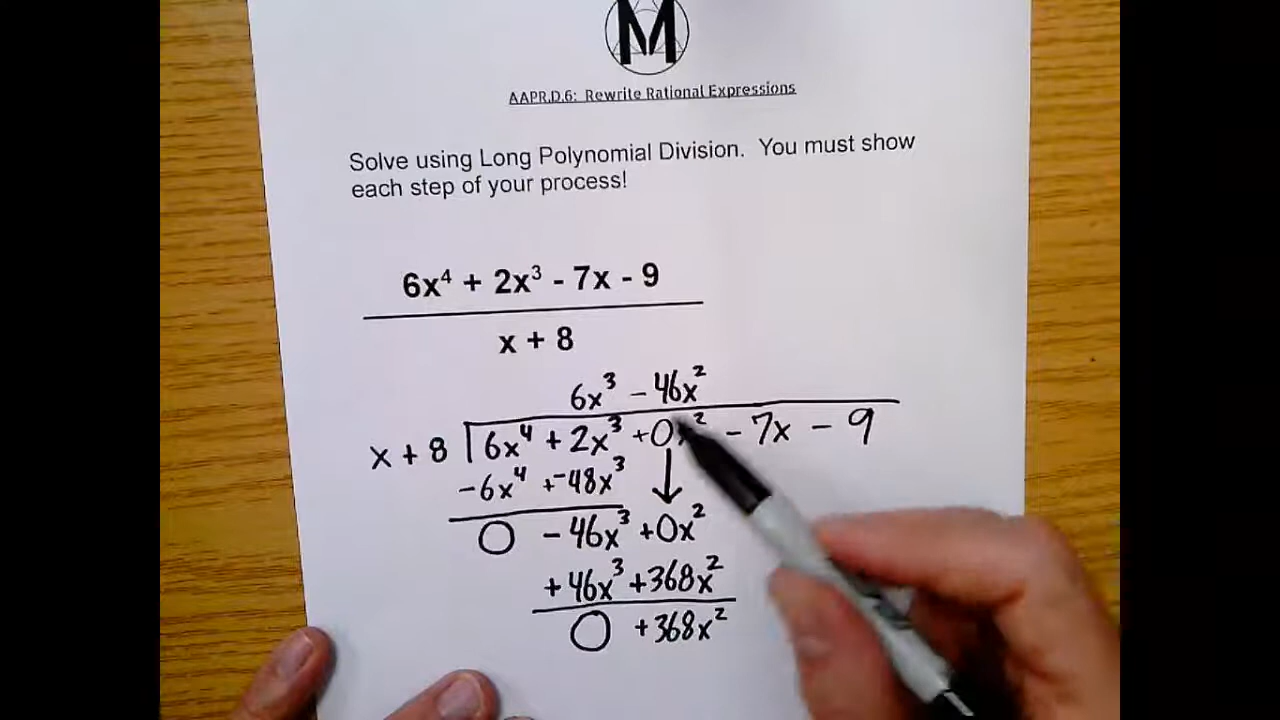 M
AAPR.D.6: Rewrite Rational Expressions
Solve using Long Polynomial Division. You must show
each step of your process!
6x⁴ + 2x³ - 7x - 9
x + 8
6x³ - 46x²
x + 8 6x⁴ + 2x³ + 0x² - 7x - 9
-6x⁴ + -48x³
0 - 46x³ + 0x²
+ 46x³ + 368x²
0 + 368x²